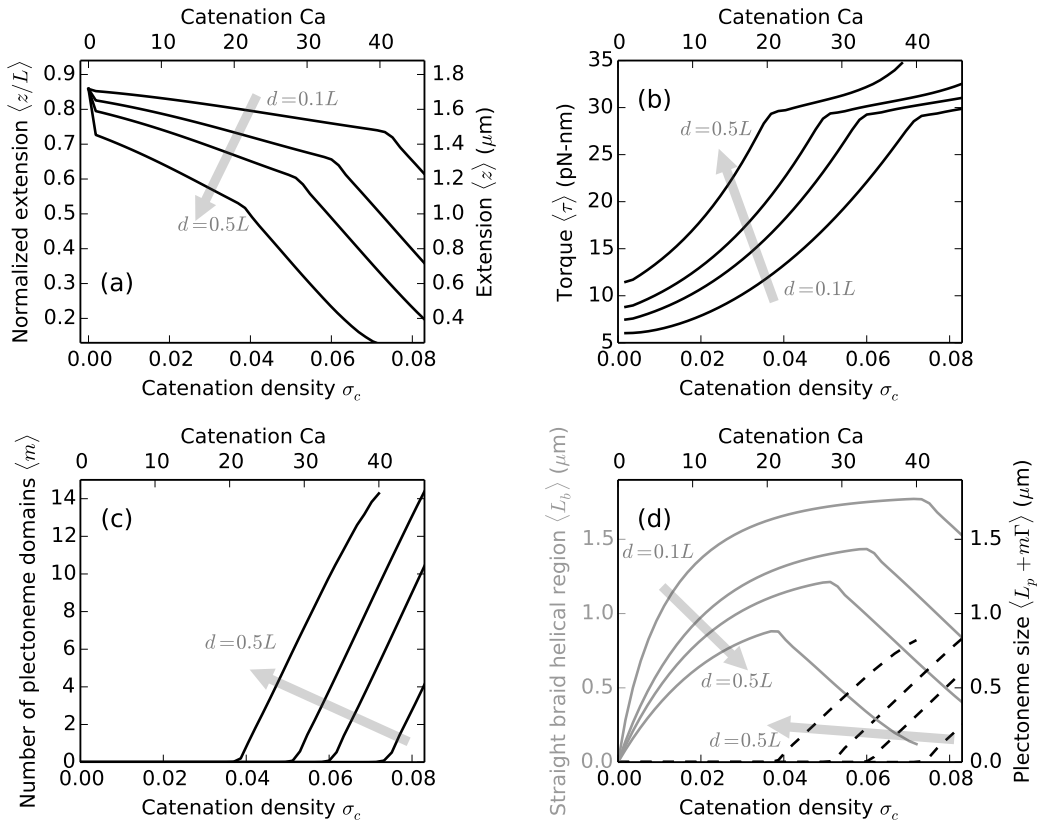 Catenation Ca
0 10 20 30 40
Normalized extension ⟨z/L⟩
0.9
0.8
0.7
0.6
0.5
0.4
0.3
0.2
d=0.1L
d=0.5L
(a)
1.8
1.6
1.4
1.2
1.0
0.8
0.6
0.4
Extension ⟨z⟩ (μm)
0.00 0.02 0.04 0.06 0.08
Catenation density σc
Catenation Ca
0 10 20 30 40
Torque ⟨τ⟩ (pN-nm)
35
30
25
20
15
10
5
(b)
d=0.5L
d=0.1L
0.00 0.02 0.04 0.06 0.08
Catenation density σc
Catenation Ca
0 10 20 30 40
Number of plectoneme domains ⟨m⟩
14
12
10
8
6
4
2
0
(c)
d=0.5L
0.00 0.02 0.04 0.06 0.08
Catenation density σc
Catenation Ca
0 10 20 30 40
Straight braid helical region ⟨Lb⟩ (μm)
1.5
1.0
0.5
0.0
(d)
d=0.1L
d=0.5L
d=0.5L
1.5
1.0
0.5
0.0
Plectoneme size ⟨Lp +mΓ⟩ (μm)
0.00 0.02 0.04 0.06 0.08
Catenation density σc